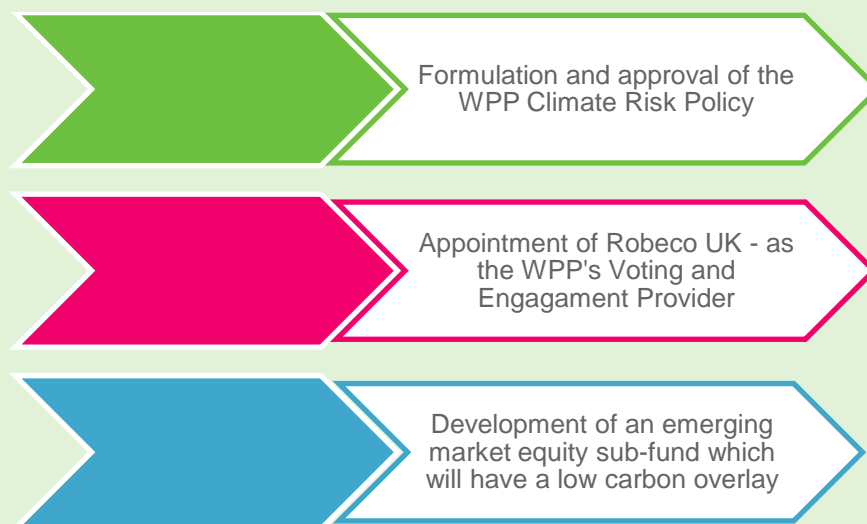 Formulation and approval of the
WPP Climate Risk Policy
Appointment of Robeco UK - as
the WPP's Voting and
Engagament Provider
Development of an emerging
market equity sub-fund which
will have a low carbon overlay